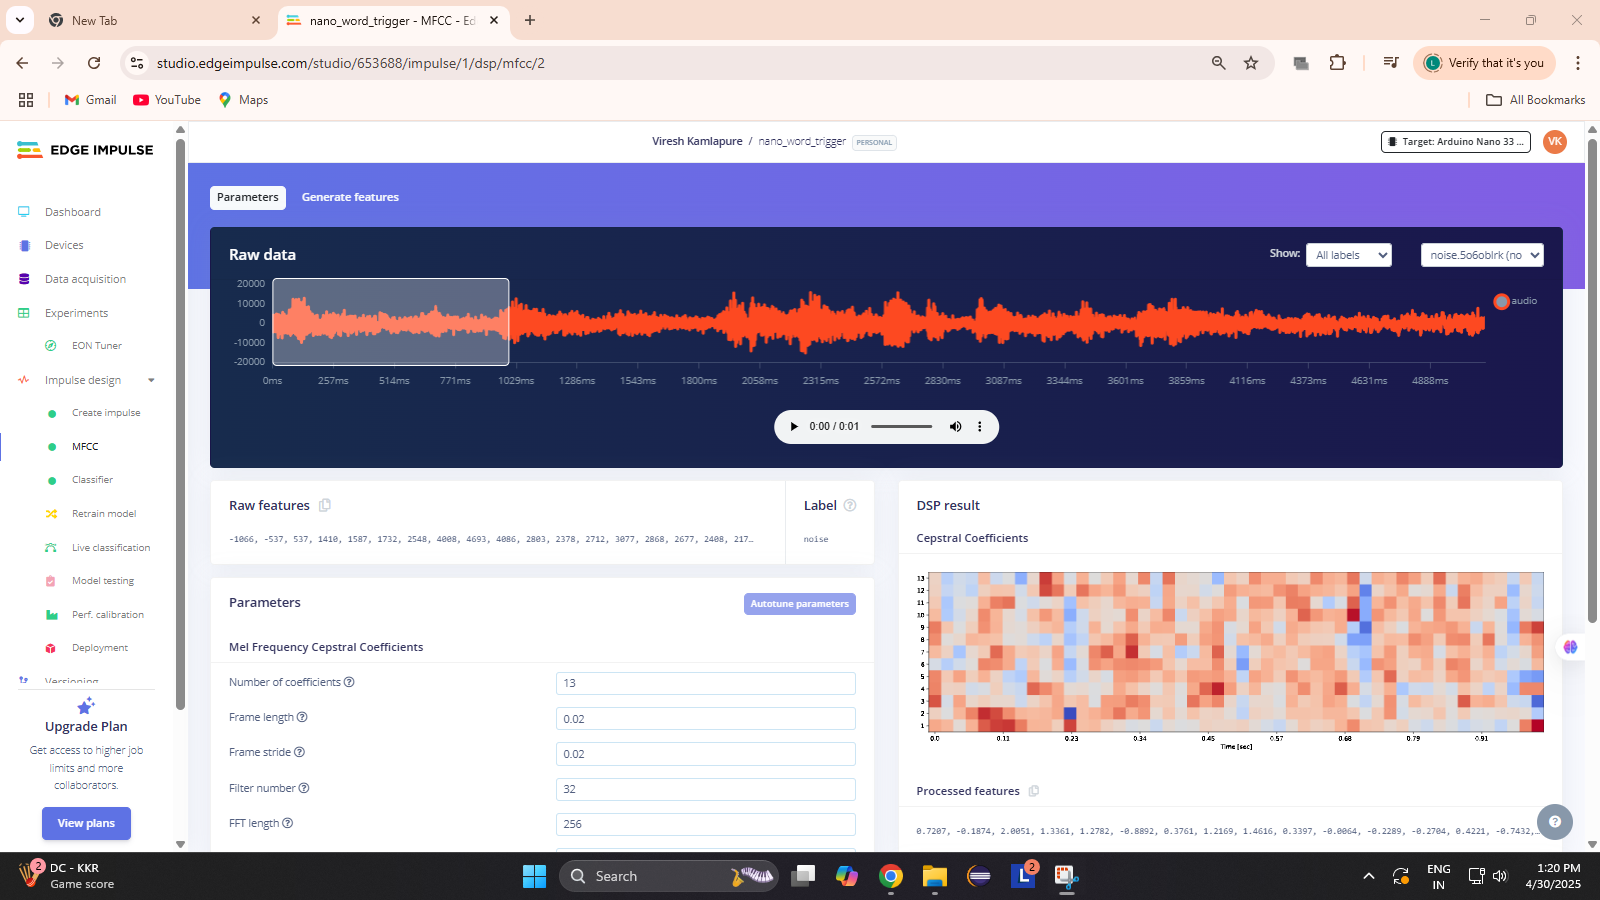 New Tab
nano_word_trigger - MFCC - Ed
studio.edgeimpulse.com/studio/653688/impulse/1/dsp/mfcc/2
L
Verify that it's you
Gmail
YouTube
Maps
All Bookmarks
EDGE IMPULSE
Viresh Kamlapure / nano_word_trigger PERSONAL
Target: Arduino Nano 33 ...
VK
Dashboard
Devices
Data acquisition
Experiments
EON Tuner
Impulse design
Create impulse
MFCC
Classifier
Retrain model
Live classification
Model testing
Perf. calibration
Deployment
Versioning
Upgrade Plan
Get access to higher job
limits and more
collaborators.
View plans
Parameters
Generate features
Raw data
Show:
All labels
noise.5o6oblrk (no
20000
10000
0
-10000
-20000
0ms 257ms 514ms 771ms 1029ms 1286ms 1543ms 1800ms 2058ms 2315ms 2572ms 2830ms 3087ms 3344ms 3601ms 3859ms 4116ms 4373ms 4631ms 4888ms
audio
0:00 / 0:01
Raw features
-1066, -537, 537, 1410, 1587, 1732, 2548, 4008, 4693, 4086, 2803, 2378, 2712, 3077, 2868, 2677, 2408, 217...
Label
noise
Parameters
Autotune parameters
Mel Frequency Cepstral Coefficients
Number of coefficients
13
Frame length
0.02
Frame stride
0.02
Filter number
32
FFT length
256
DSP result
Cepstral Coefficients
13
12
11
10
9
8
7
6
5
4
3
2
1
0.0 0.11 0.23 0.34 0.45 0.57 0.68 0.79 0.91
Time [sec]
Processed features
0.7207, -0.1874, 2.0051, 1.3361, 1.2782, -0.8892, 0.3761, 1.2169, 1.4616, 0.3397, -0.0064, -0.2289, -0.2704, 0.4221, -0.7432,...
2
DC - KKR
Game score
Search
L
2
ENG
IN
1:20 PM
4/30/2025